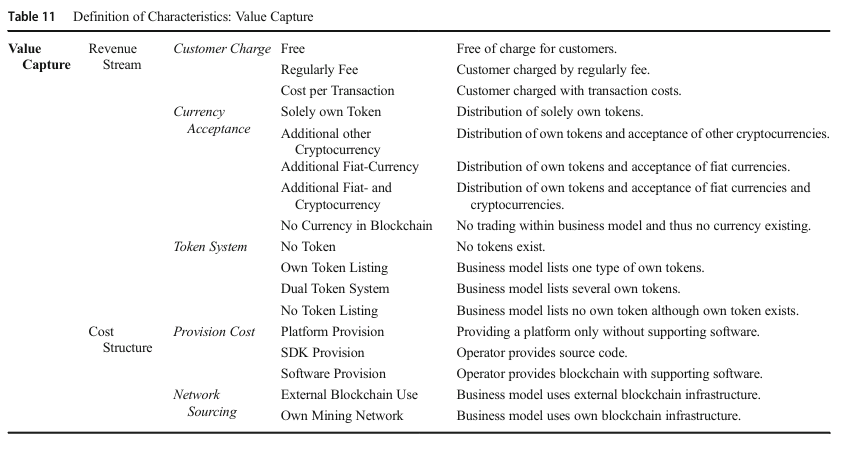 Table 11 Definition of Characteristics: Value Capture
Value Revenue Customer Charge Free Free of charge for customers.
Capture Stream Regularly Fee Customer charged by regularly fee.
Cost per Transaction Customer charged with transaction costs.
Currency Solely own Token Distribution of solely own tokens.
Acceptance Additional other Distribution of own tokens and acceptance of other cryptocurrencies.
Cryptocurrency
Additional Fiat-Currency Distribution of own tokens and acceptance of fiat currencies.
Additional Fiat- and Distribution of own tokens and acceptance of fiat currencies and
Cryptocurrency cryptocurrencies.
No Currency in Blockchain No trading within business model and thus no currency existing.
Token System No Token No tokens exist.
Own Token Listing Business model lists one type of own tokens.
Dual Token System Business model lists several own tokens.
No Token Listing Business model lists no own token although own token exists.
Cost Provision Cost Platform Provision Providing a platform only without supporting software.
Structure SDK Provision Operator provides source code.
Software Provision Operator provides blockchain with supporting software.
Network External Blockchain Use Business model uses external blockchain infrastructure.
Sourcing Own Mining Network Business model uses own blockchain infrastructure.